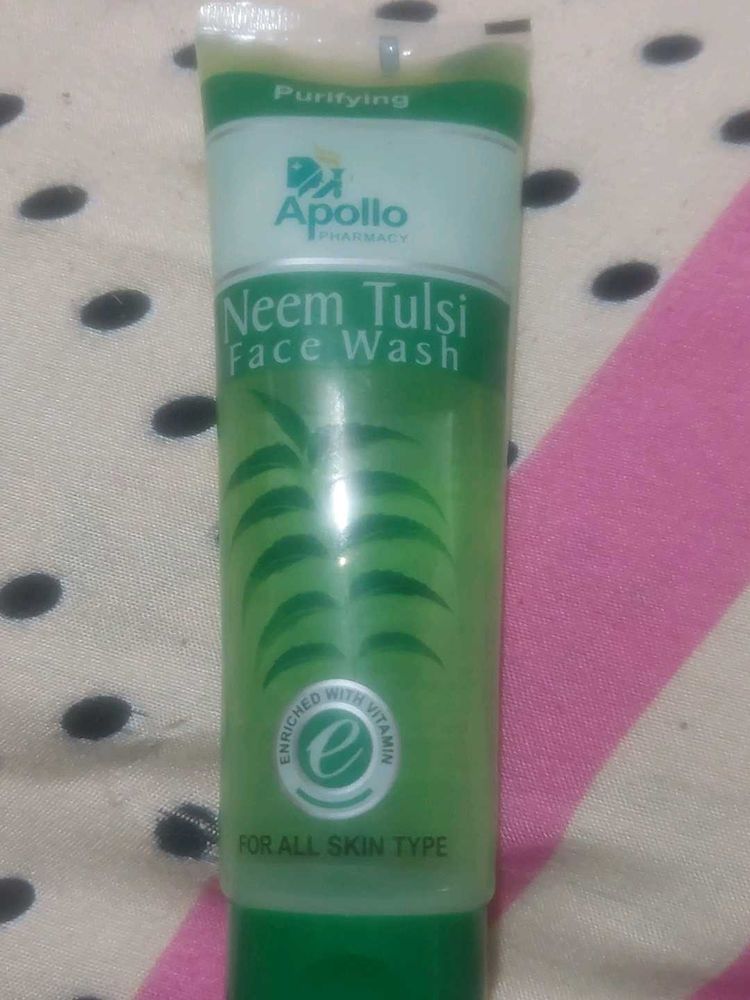 Purifying
Apollo
PHARMACY
Neem Tulsi
Face Wash
ENRICHED WITH VITAMIN
e
FOR ALL SKIN TYPE